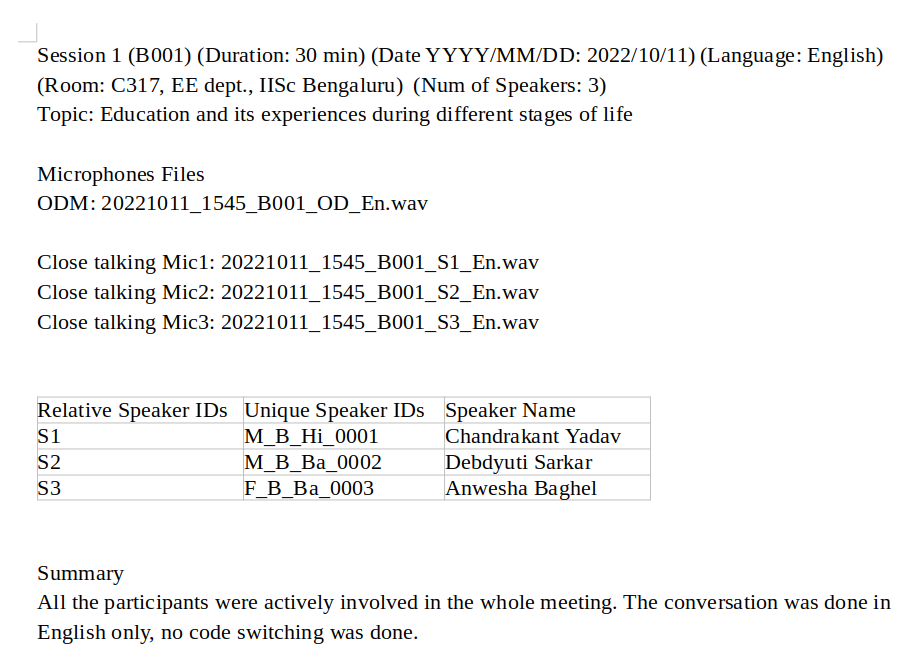 Session 1 (B001) (Duration: 30 min) (Date YYYY/MM/DD: 2022/10/11) (Language: English)
(Room: C317, EE dept., IISc Bengaluru)  (Num of Speakers: 3)
Topic: Education and its experiences during different stages of life
Microphones Files
ODM: 20221011_1545_B001_OD_En.wav
Close talking Mic1: 20221011_1545_B001_S1_En.wav
Close talking Mic2: 20221011_1545_B001_S2_En.wav
Close talking Mic3: 20221011_1545_B001_S3_En.wav
Relative Speaker IDs Unique Speaker IDs Speaker Name
S1 M_B_Hi_0001 Chandrakant Yadav
S2 M_B_Ba_0002 Debdyuti Sarkar
S3 F_B_Ba_0003 Anwesha Baghel
Summary
All the participants were actively involved in the whole meeting. The conversation was done in
English only, no code switching was done.